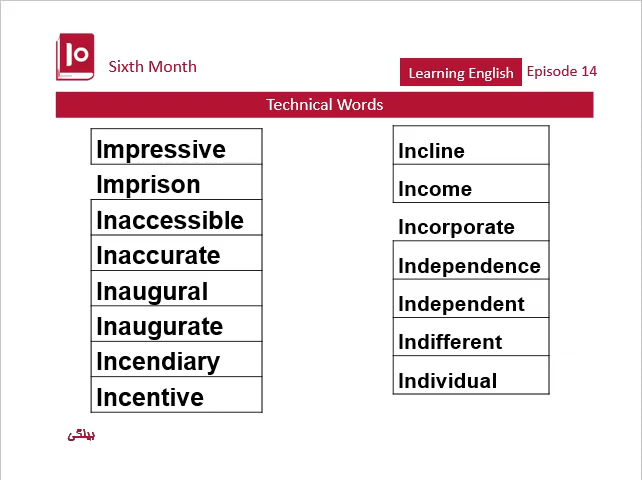 Sixth Month
Learning English
Episode 14
Technical Words
Impressive
Imprison
Inaccessible
Inaccurate
Inaugural
Inaugurate
Incendiary
Incentive
Incline
Income
Incorporate
Independence
Independent
Indifferent
Individual